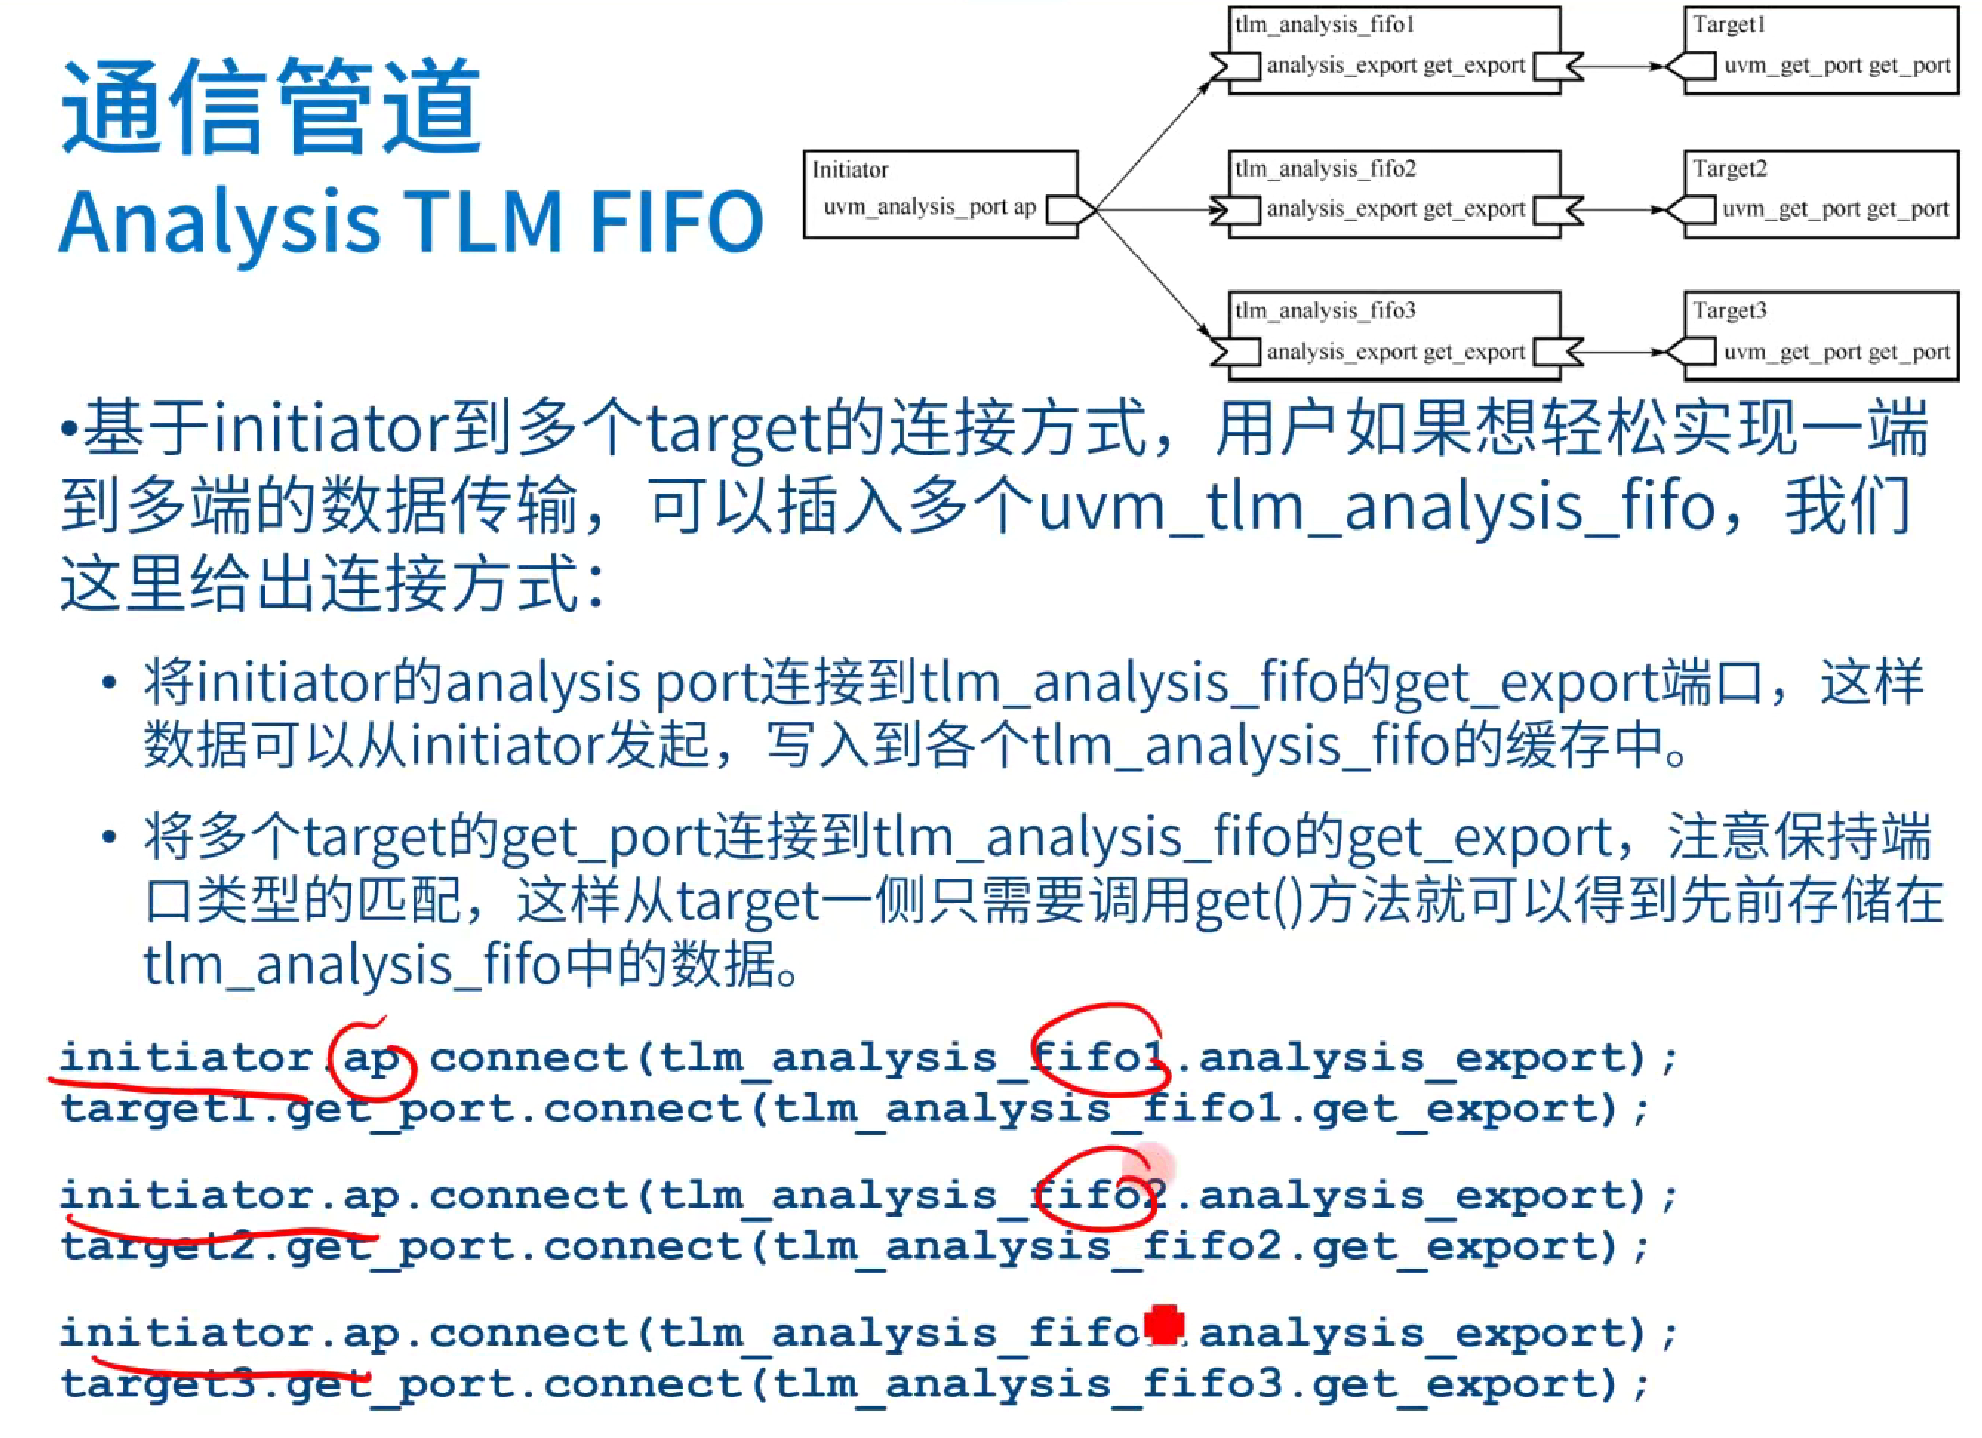 通信管道
Analysis TLM FIFO
Initiator
uvm_analysis_port ap
tlm_analysis_fifo1
analysis_export get_export
Target1
uvm_get_port get_port
tlm_analysis_fifo2
analysis_export get_export
Target2
uvm_get_port get_port
tlm_analysis_fifo3
analysis_export get_export
Target3
uvm_get_port get_port
•基于initiator到多个target的连接方式，用户如果想轻松实现一端
到多端的数据传输，可以插入多个uvm_tlm_analysis_fifo，我们
这里给出连接方式：
• 将initiator的analysis port连接到tlm_analysis_fifo的get_export端口，这样
数据可以从initiator发起，写入到各个tlm_analysis_fifo的缓存中。
• 将多个target的get_port连接到tlm_analysis_fifo的get_export，注意保持端
口类型的匹配，这样从target一侧只需要调用get()方法就可以得到先前存储在
tlm_analysis_fifo中的数据。
initiator.ap.connect(tlm_analysis_fifo1.analysis_export);
target1.get_port.connect(tlm_analysis_fifo1.get_export);
initiator.ap.connect(tlm_analysis_fifo2.analysis_export);
target2.get_port.connect(tlm_analysis_fifo2.get_export);
initiator.ap.connect(tlm_analysis_fifo .analysis_export);
target3.get_port.connect(tlm_analysis_fifo3.get_export);